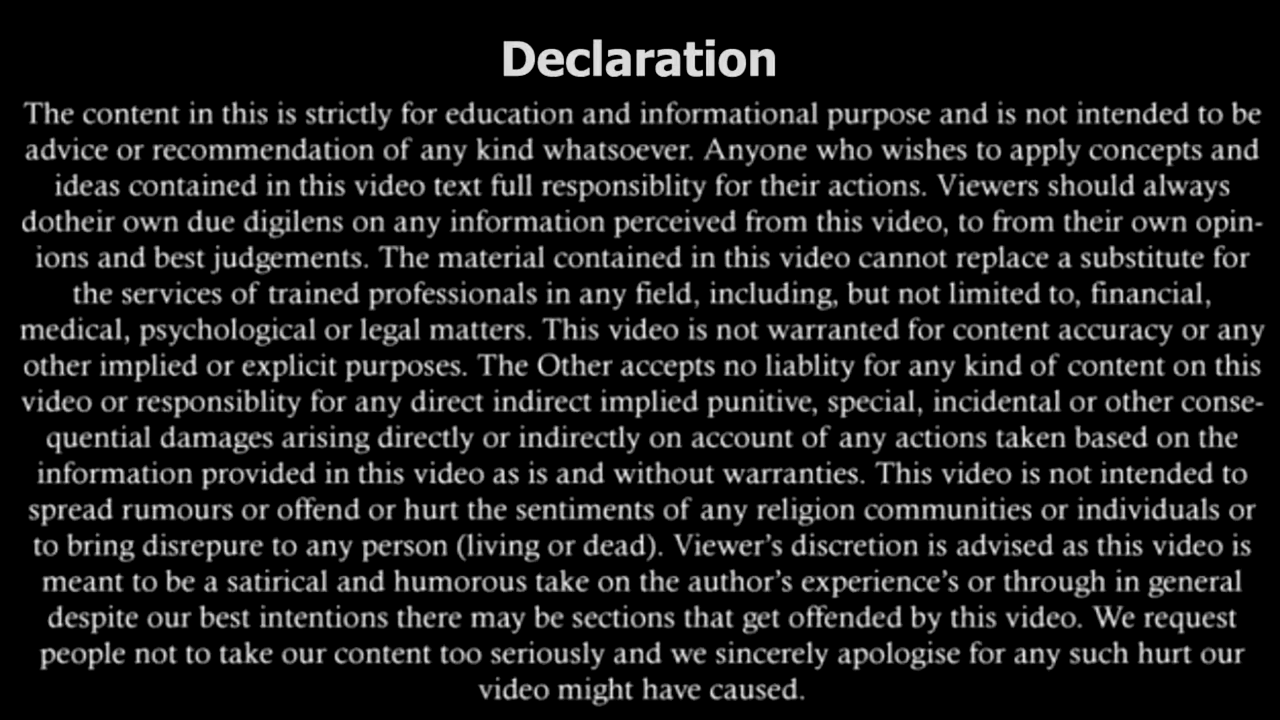 Declaration
The content in this is strictly for education and informational purpose and is not intended to be
advice or recommendation of any kind whatsoever. Anyone who wishes to apply concepts and
ideas contained in this video text full responsiblity for their actions. Viewers should always
dotheir own due digilens on any information perceived from this video, to from their own opin-
ions and best judgements. The material contained in this video cannot replace a substitute for
the services of trained professionals in any field, including, but not limited to, financial,
medical, psychological or legal matters. This video is not warranted for content accuracy or any
other implied or explicit purposes. The Other accepts no liablity for any kind of content on this
video or responsiblity for any direct indirect implied punitive, special, incidental or other conse-
quential damages arising directly or indirectly on account of any actions taken based on the
information provided in this video as is and without warranties. This video is not intended to
spread rumours or offend or hurt the sentiments of any religion communities or individuals or
to bring disrepure to any person (living or dead). Viewer's discretion is advised as this video is
meant to be a satirical and humorous take on the author's experience's or through in general
despite our best intentions there may be sections that get offended by this video. We request
people not to take our content too seriously and we sincerely apologise for any such hurt our
video might have caused.